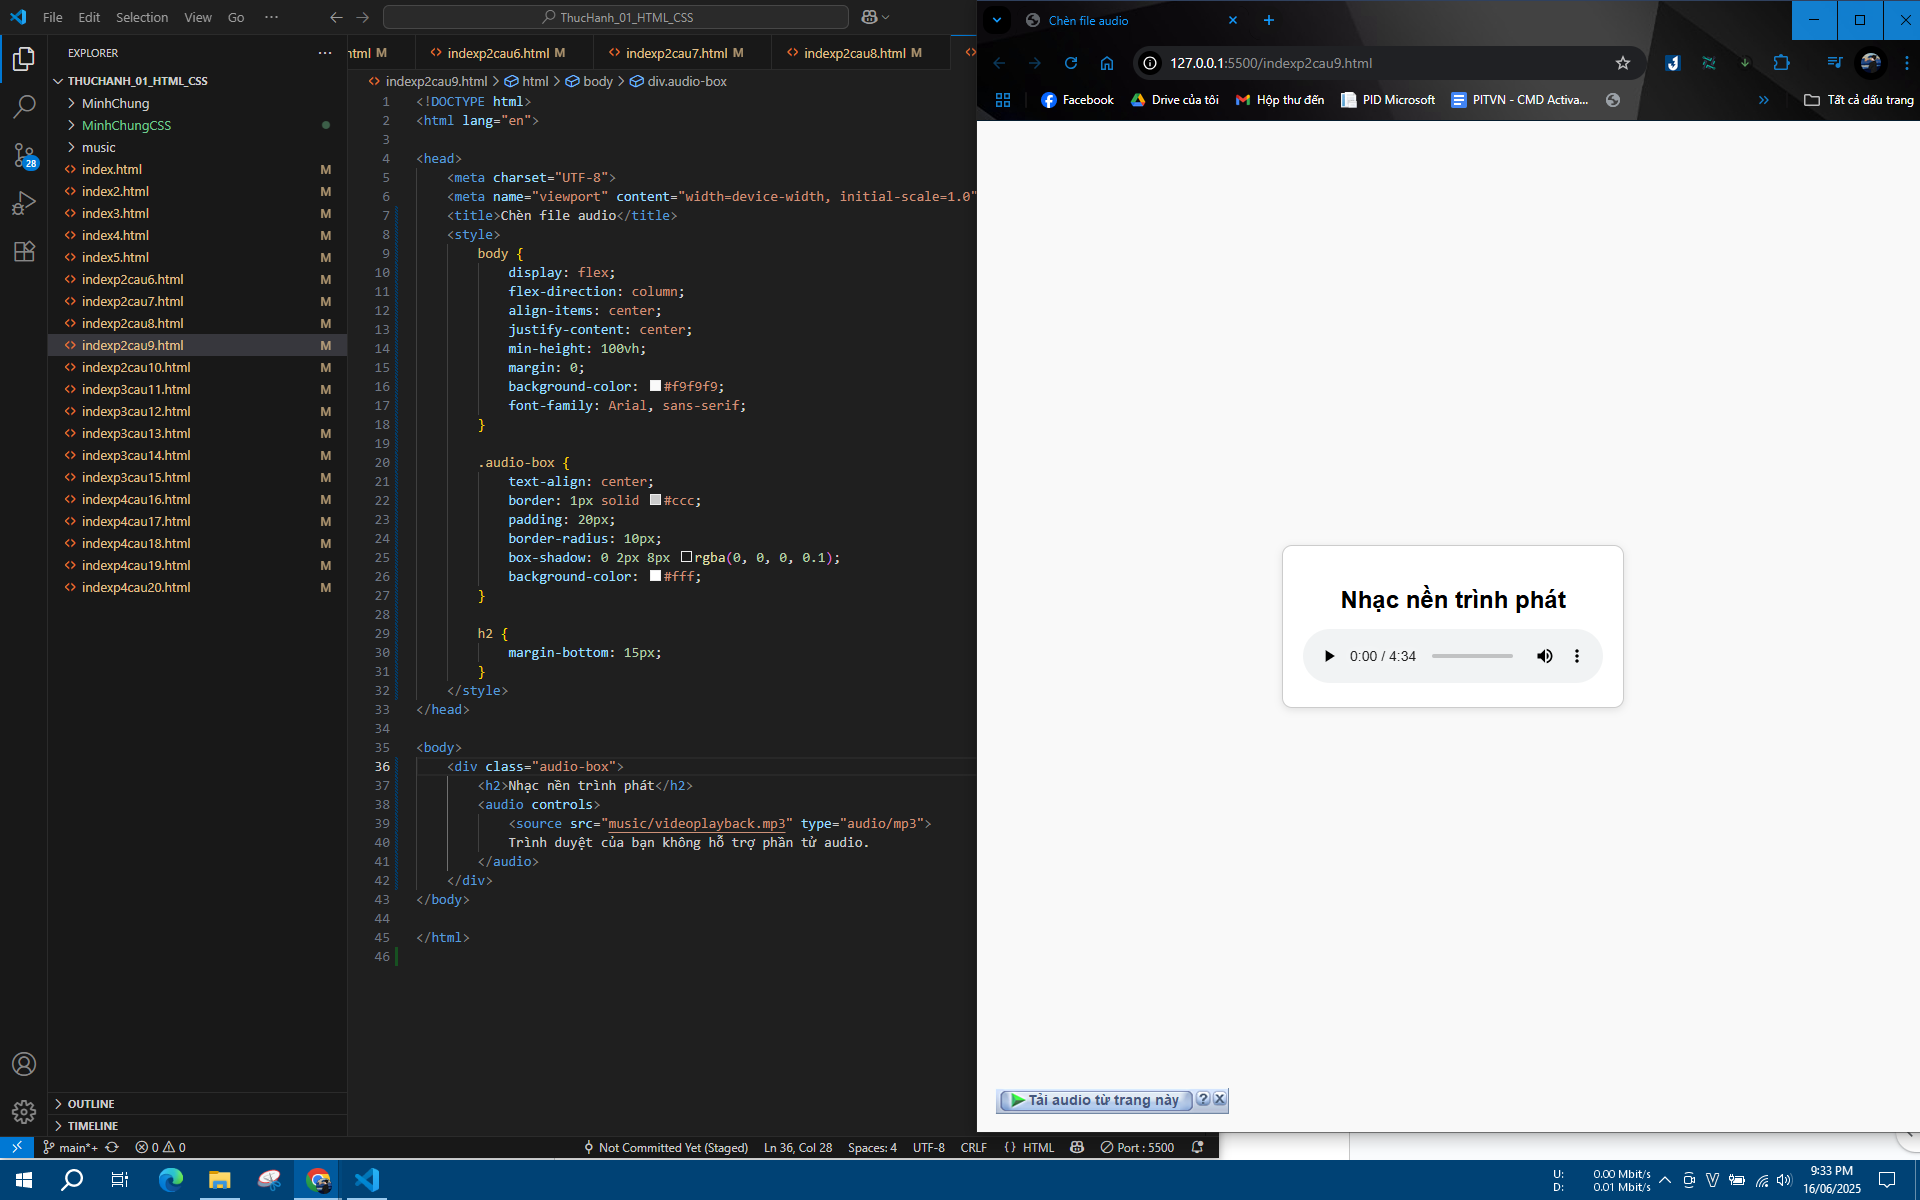 File Edit Selection View Go
ThucHanh_01_HTML_CSS
EXPLORER
THUCHANH_01_HTML_CSS
MinhChung
MinhChungCSS
music
index.html M
index2.html M
index3.html M
index4.html M
index5.html M
indexp2cau6.html M
indexp2cau7.html M
indexp2cau8.html M
indexp2cau9.html M
indexp2cau10.html M
indexp3cau11.html M
indexp3cau12.html M
indexp3cau13.html M
indexp3cau14.html M
indexp3cau15.html M
indexp4cau16.html M
indexp4cau17.html M
indexp4cau18.html M
indexp4cau19.html M
indexp4cau20.html M
OUTLINE
TIMELINE
28
html M indexp2cau6.html M indexp2cau7.html M indexp2cau8.html M
indexp2cau9.html > html > body > div.audio-box
1 <!DOCTYPE html>
2 <html lang="en">
3
4 <head>
5 <meta charset="UTF-8">
6 <meta name="viewport" content="width=device-width, initial-scale=1.0"
7 <title>Chèn file audio</title>
8 <style>
9 body {
10 display: flex;
11 flex-direction: column;
12 align-items: center;
13 justify-content: center;
14 min-height: 100vh;
15 margin: 0;
16 background-color: #f9f9f9;
17 font-family: Arial, sans-serif;
18 }
19
20 .audio-box {
21 text-align: center;
22 border: 1px solid #ccc;
23 padding: 20px;
24 border-radius: 10px;
25 box-shadow: 0 2px 8px rgba(0, 0, 0, 0.1);
26 background-color: #fff;
27 }
28
29 h2 {
30 margin-bottom: 15px;
31 }
32 </style>
33 </head>
34
35 <body>
36 <div class="audio-box">
37 <h2>Nhạc nền trình phát</h2>
38 <audio controls>
39 <source src="music/videoplayback.mp3" type="audio/mp3">
40 Trình duyệt của bạn không hỗ trợ phần tử audio.
41 </audio>
42 </div>
43 </body>
44
45 </html>
46
main*+ 0 0 Not Committed Yet (Staged) Ln 36, Col 28 Spaces: 4 UTF-8 CRLF {} HTML Port : 5500
Chèn file audio
127.0.0.1:5500/indexp2cau9.html
Facebook Drive của tôi Hộp thư đến PID Microsoft PITVN - CMD Activa... Tất cả dấu trang
Nhạc nền trình phát
0:00 / 4:34
Tải audio từ trang này ? X
U: 0.00 Mbit/s
D: 0.01 Mbit/s
9:33 PM
16/06/2025